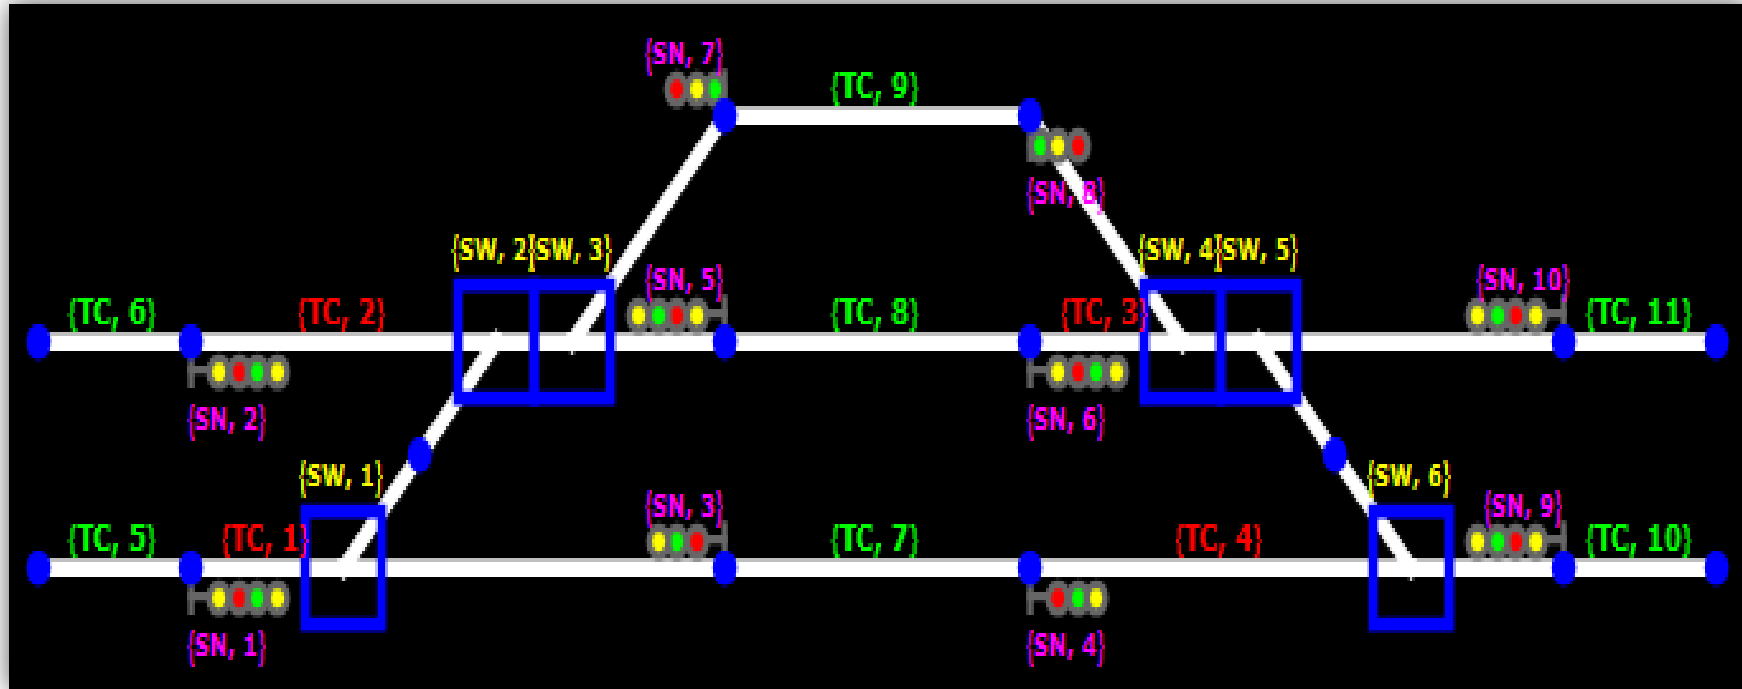 {SN, 7}
{TC, 9}
{SN, 8}
{SW, 2}{SW, 3}
{SW, 4}{SW, 5}
{SN, 5}
{SN, 10}
{TC, 6}
{TC, 2}
{TC, 8}
{TC, 3}
{TC, 11}
{SN, 2}
{SN, 6}
{SW, 1}
{SW, 6}
{SN, 3}
{SN, 9}
{TC, 5}
{TC, 1}
{TC, 7}
{TC, 4}
{TC, 10}
{SN, 1}
{SN, 4}